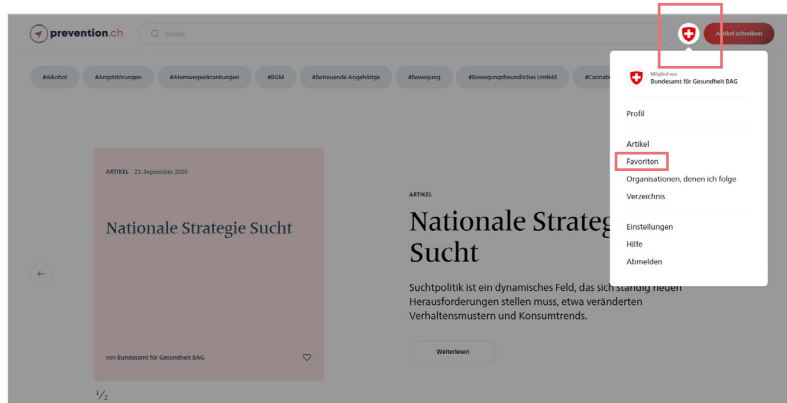 prevention.ch
suchen
Artikel schreiben
#Alkohol
#Angststörungen
#Atemwegserkrankungen
#BGM
#Betreuende Angehörige
#Bewegung
#Bewegungsfreundliches Umfeld
#Cannabi
Mitglied von
Bundesamt für Gesundheit BAG
Profil
Artikel
Favoriten
Organisationen, denen ich folge
Verzeichnis
Einstellungen
Hilfe
Abmelden
ARTIKEL 23. September 2020
Nationale Strategie Sucht
von Bundesamt für Gesundheit BAG
1/2
ARTIKEL
Nationale Strateg
Sucht
Suchtpolitik ist ein dynamisches Feld, das sich ständig neuen
Herausforderungen stellen muss, etwa veränderten
Verhaltensmustern und Konsumtrends.
Weiterlesen